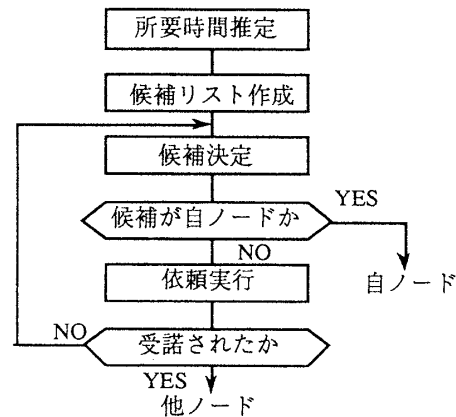 所要時間推定
候補リスト作成
候補決定
候補が自ノードか
YES
NO
依頼実行
自ノード
受諾されたか
NO
YES
他ノード